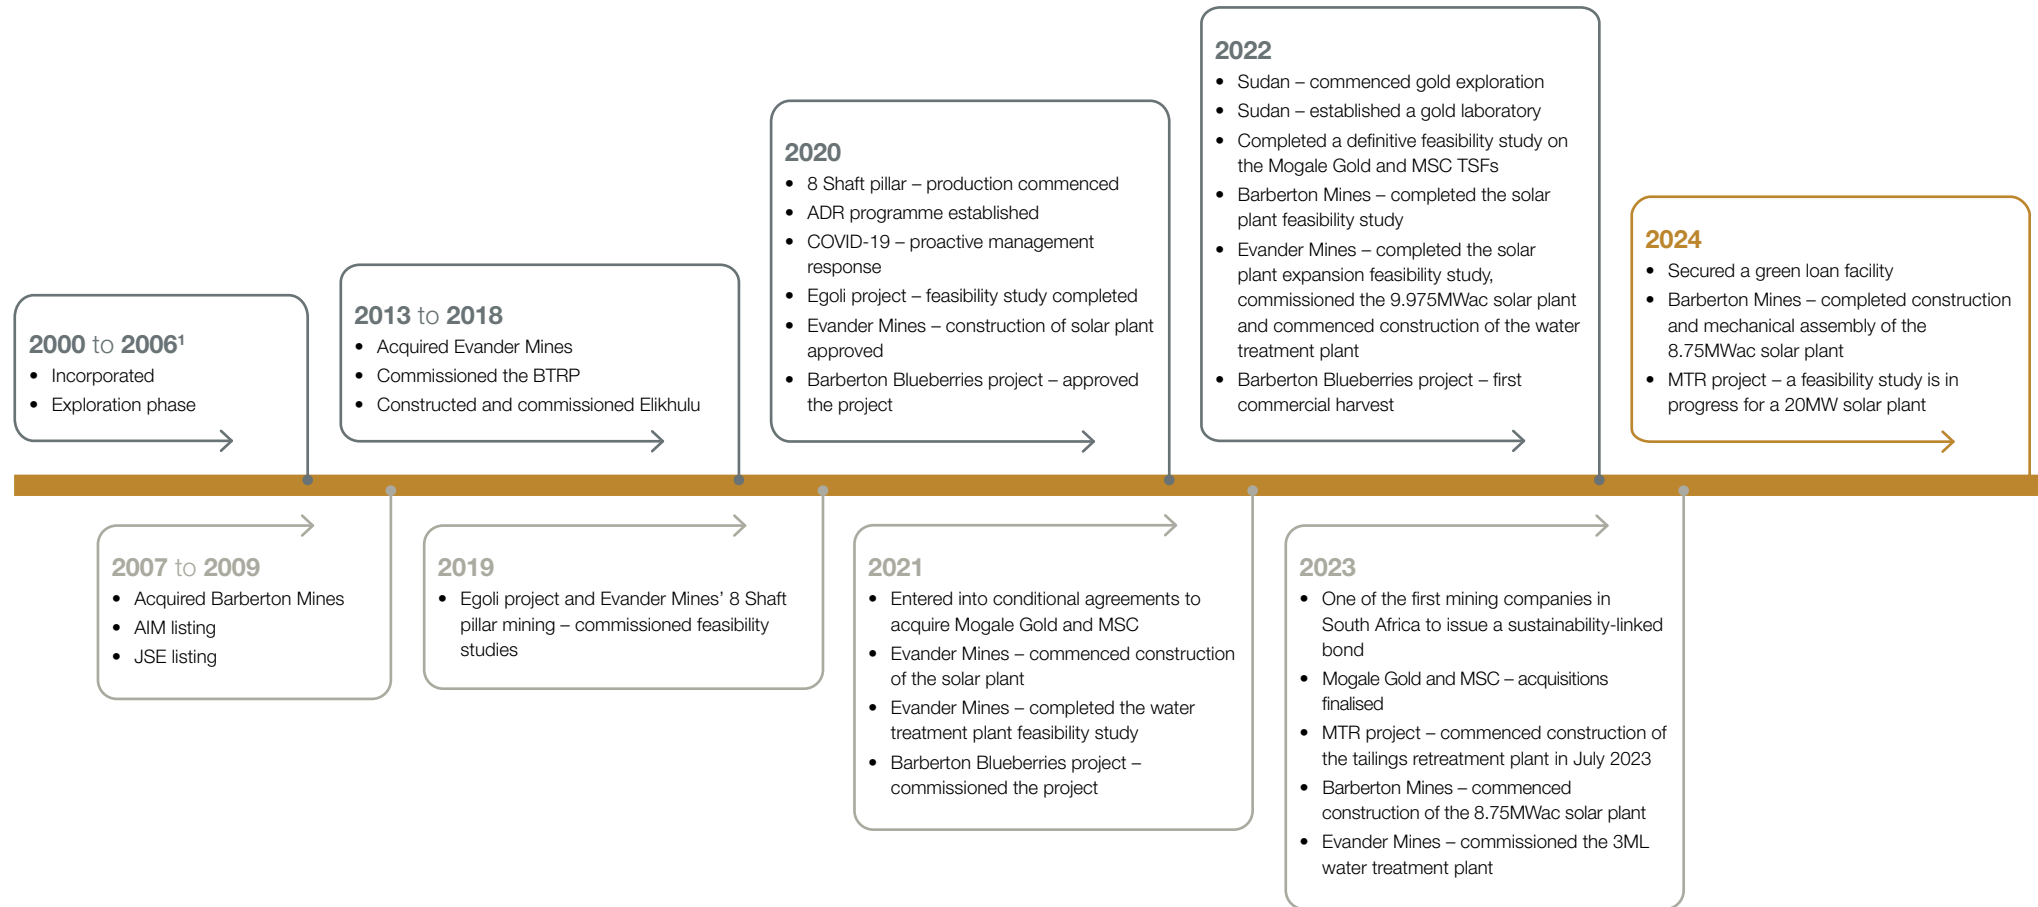 2000 to 2006¹
• Incorporated
• Exploration phase
2007 to 2009
• Acquired Barberton Mines
• AIM listing
• JSE listing
2013 to 2018
• Acquired Evander Mines
• Commissioned the BTRP
• Constructed and commissioned Elikhulu
2019
• Egoli project and Evander Mines’ 8 Shaft
pillar mining – commissioned feasibility
studies
2020
• 8 Shaft pillar – production commenced
• ADR programme established
• COVID-19 – proactive management
response
• Egoli project – feasibility study completed
• Evander Mines – construction of solar plant
approved
• Barberton Blueberries project – approved
the project
2021
• Entered into conditional agreements to
acquire Mogale Gold and MSC
• Evander Mines – commenced construction
of the solar plant
• Evander Mines – completed the water
treatment plant feasibility study
• Barberton Blueberries project –
commissioned the project
2022
• Sudan – commenced gold exploration
• Sudan – established a gold laboratory
• Completed a definitive feasibility study on
the Mogale Gold and MSC TSFs
• Barberton Mines – completed the solar
plant feasibility study
• Evander Mines – completed the solar
plant expansion feasibility study,
commissioned the 9.975MWac solar plant
and commenced construction of the water
treatment plant
• Barberton Blueberries project – first
commercial harvest
2023
• One of the first mining companies in
South Africa to issue a sustainability-linked
bond
• Mogale Gold and MSC – acquisitions
finalised
• MTR project – commenced construction of
the tailings retreatment plant in July 2023
• Barberton Mines – commenced
construction of the 8.75MWac solar plant
• Evander Mines – commissioned the 3ML
water treatment plant
2024
• Secured a green loan facility
• Barberton Mines – completed construction
and mechanical assembly of the
8.75MWac solar plant
• MTR project – a feasibility study is in
progress for a 20MW solar plant